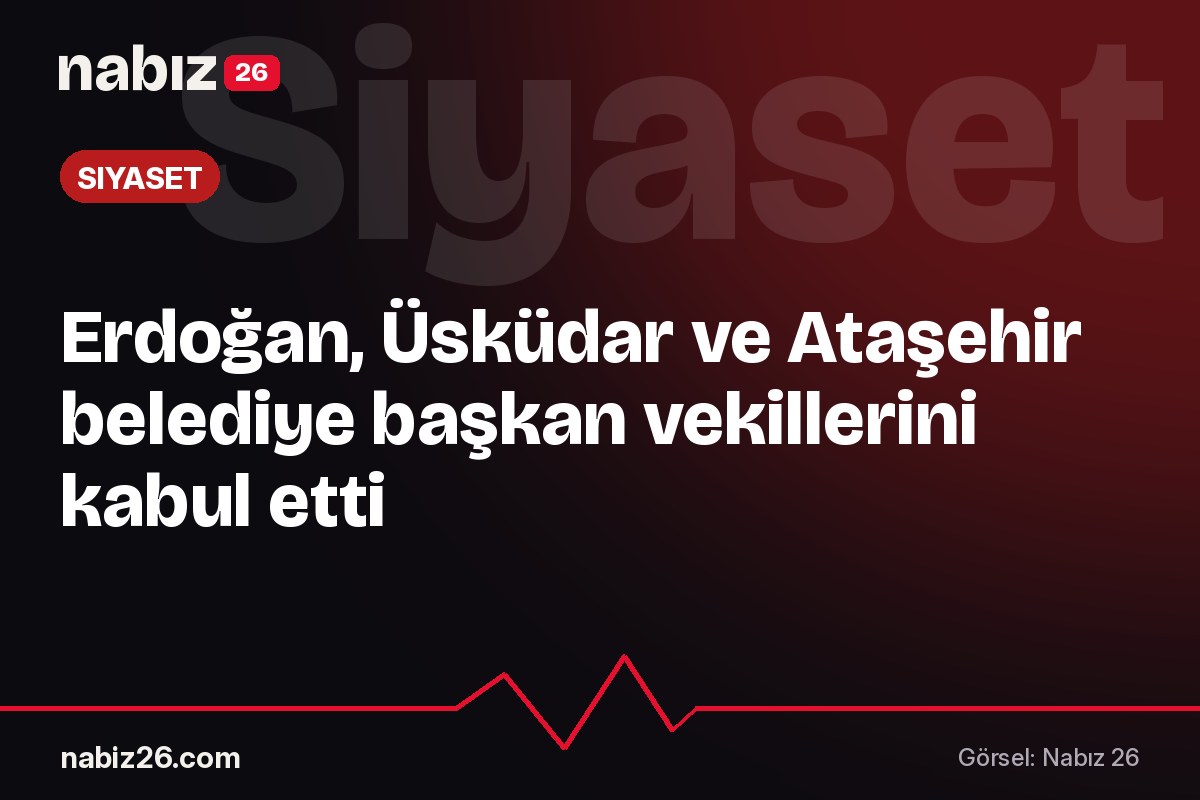 Siyaset
nabız 26
SIYASET
Erdoğan, Üsküdar ve Ataşehir
belediye başkan vekillerini
kabul etti
nabiz26.com
Görsel: Nabız 26